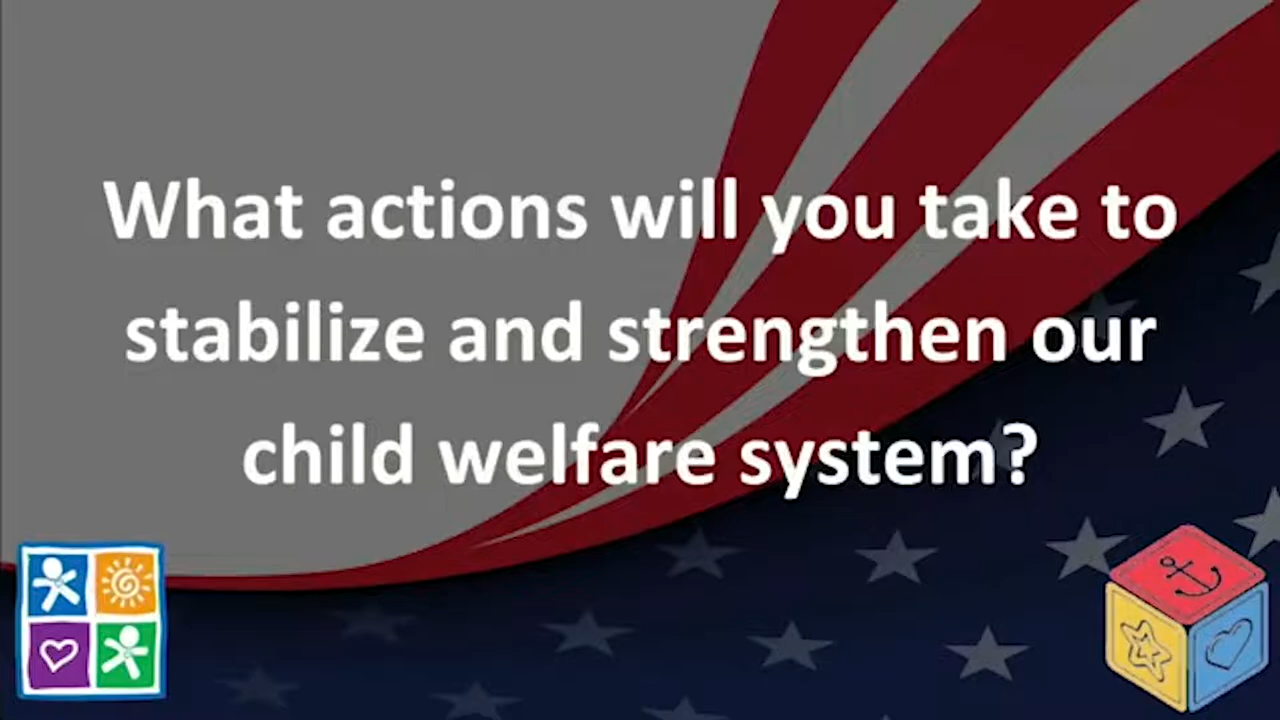 What actions will you take to
stabilize and strengthen our
child welfare system?